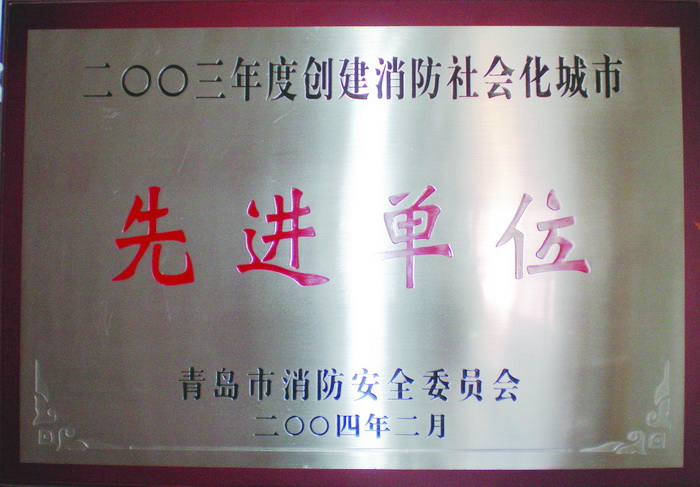 二〇〇三年度创建消防社会化城市
先进单位
青岛市消防安全委员会
二〇〇四年二月